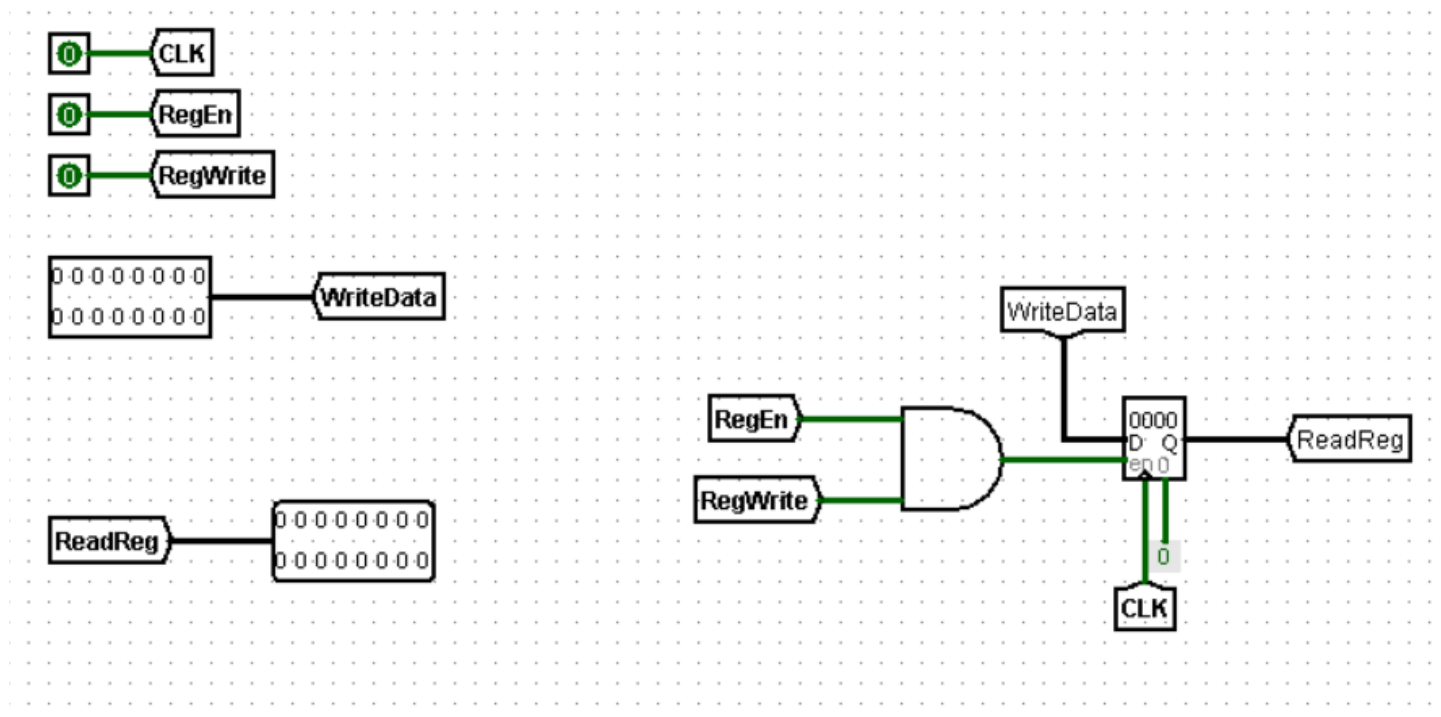 0 CLK
0 RegEn
0 RegWrite
0 0 0 0 0 0 0 0
0 0 0 0 0 0 0 0
WriteData
WriteData
RegEn
RegWrite
0000
D Q
en 0
0
CLK
ReadReg
ReadReg
0 0 0 0 0 0 0 0
0 0 0 0 0 0 0 0